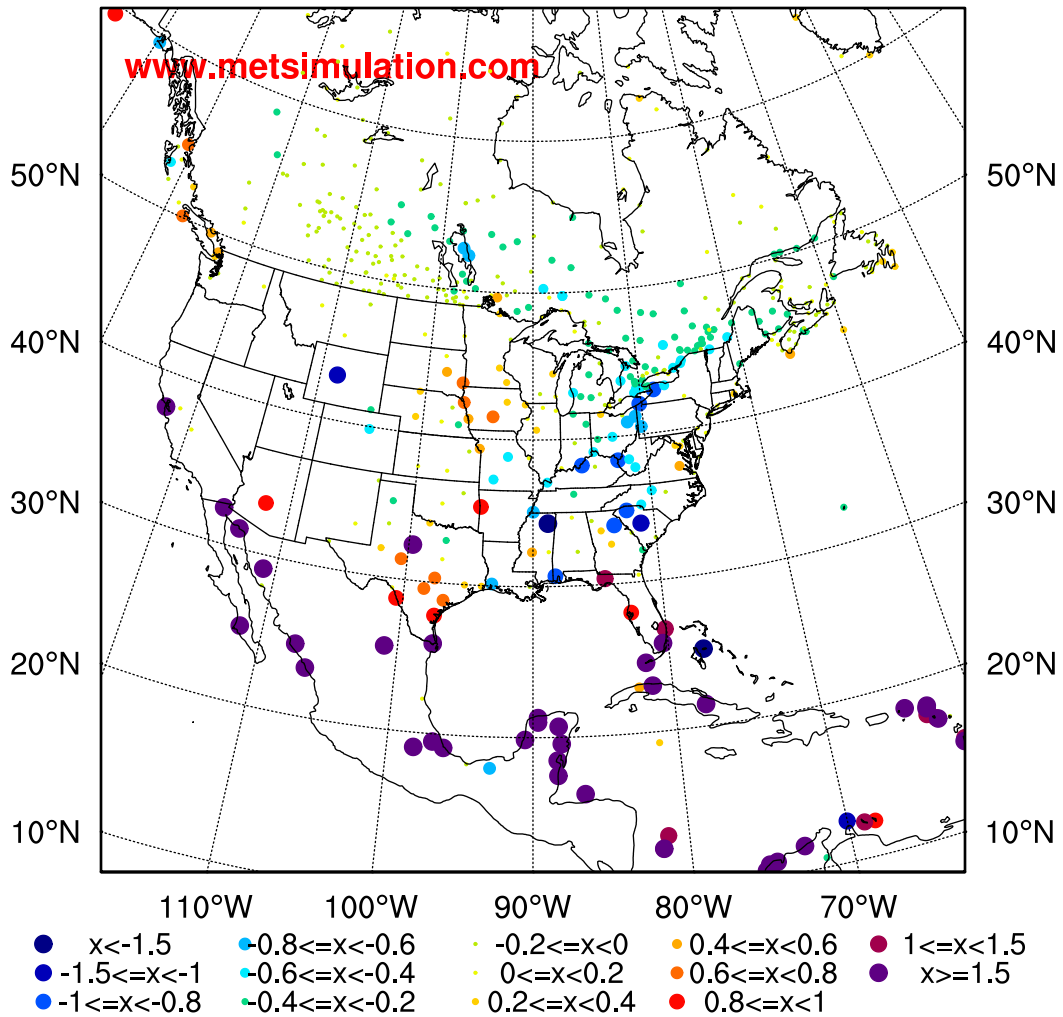 www.metsimulation.com
50°N 50°N
40°N 40°N
30°N 30°N
20°N 20°N
10°N 10°N
110°W 100°W 90°W 80°W 70°W
x<-1.5 -0.8<=x<-0.6 -0.2<=x<0 0.4<=x<0.6 1<=x<1.5
-1.5<=x<-1 -0.6<=x<-0.4 0<=x<0.2 0.6<=x<0.8 x>=1.5
-1<=x<-0.8 -0.4<=x<-0.2 0.2<=x<0.4 0.8<=x<1